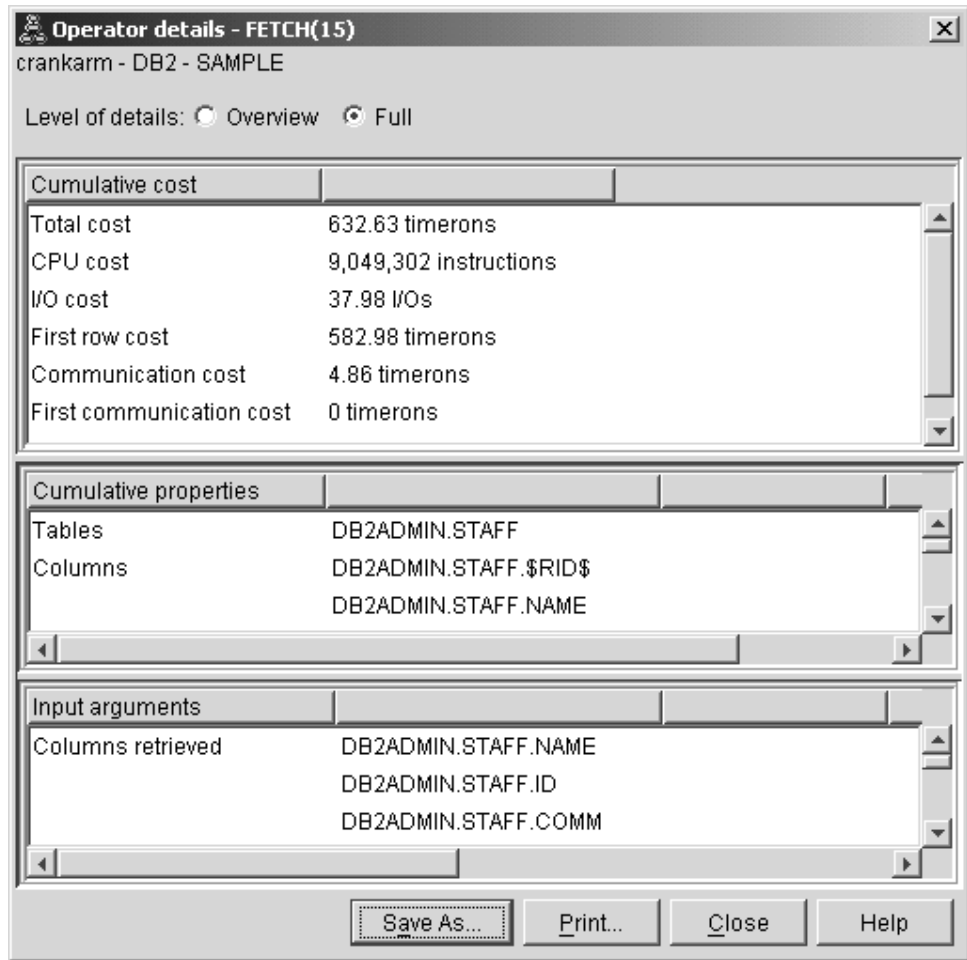 Operator details - FETCH(15)
crankarm - DB2 - SAMPLE
Level of details: Overview Full
Cumulative cost
Total cost 632.63 timerons
CPU cost 9,049,302 instructions
I/O cost 37.98 I/Os
First row cost 582.98 timerons
Communication cost 4.86 timerons
First communication cost 0 timerons
Cumulative properties
Tables DB2ADMIN.STAFF
Columns DB2ADMIN.STAFF.$RID$
DB2ADMIN.STAFF.NAME
Input arguments
Columns retrieved DB2ADMIN.STAFF.NAME
DB2ADMIN.STAFF.ID
DB2ADMIN.STAFF.COMM
Save As... Print... Close Help